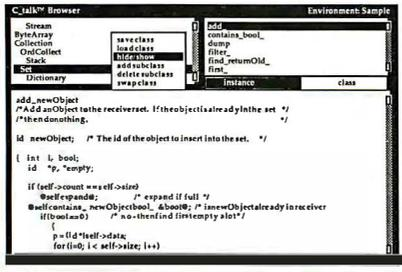 C_talk™ Browser
Environment: Sample
Stream
ByteArray
Collection
OrdCollect
Stack
Set
Dictionary
save class
load class
hide/show
add subclass
delete subclass
swap class
add_
contains_bool_
dump
filter_
find_returnOld_
first_
instance
class
add_newObject
/*Add an Object to the receiver set. If the object is already in the set */
/*then do nothing. */
id newObject; /* The id of the object to insert into the set. */
{ int i, bool;
id *p, *empty;
if (self->count == self->size)
@self expand@; /* expand if full */
@self contains_ newObject bool_ &bool@; /* is newObject already in receiver
if(bool==0) /* no - then find first empty slot*/
{
p = (id *)self->data;
for (i=0; i < self->size; i++)